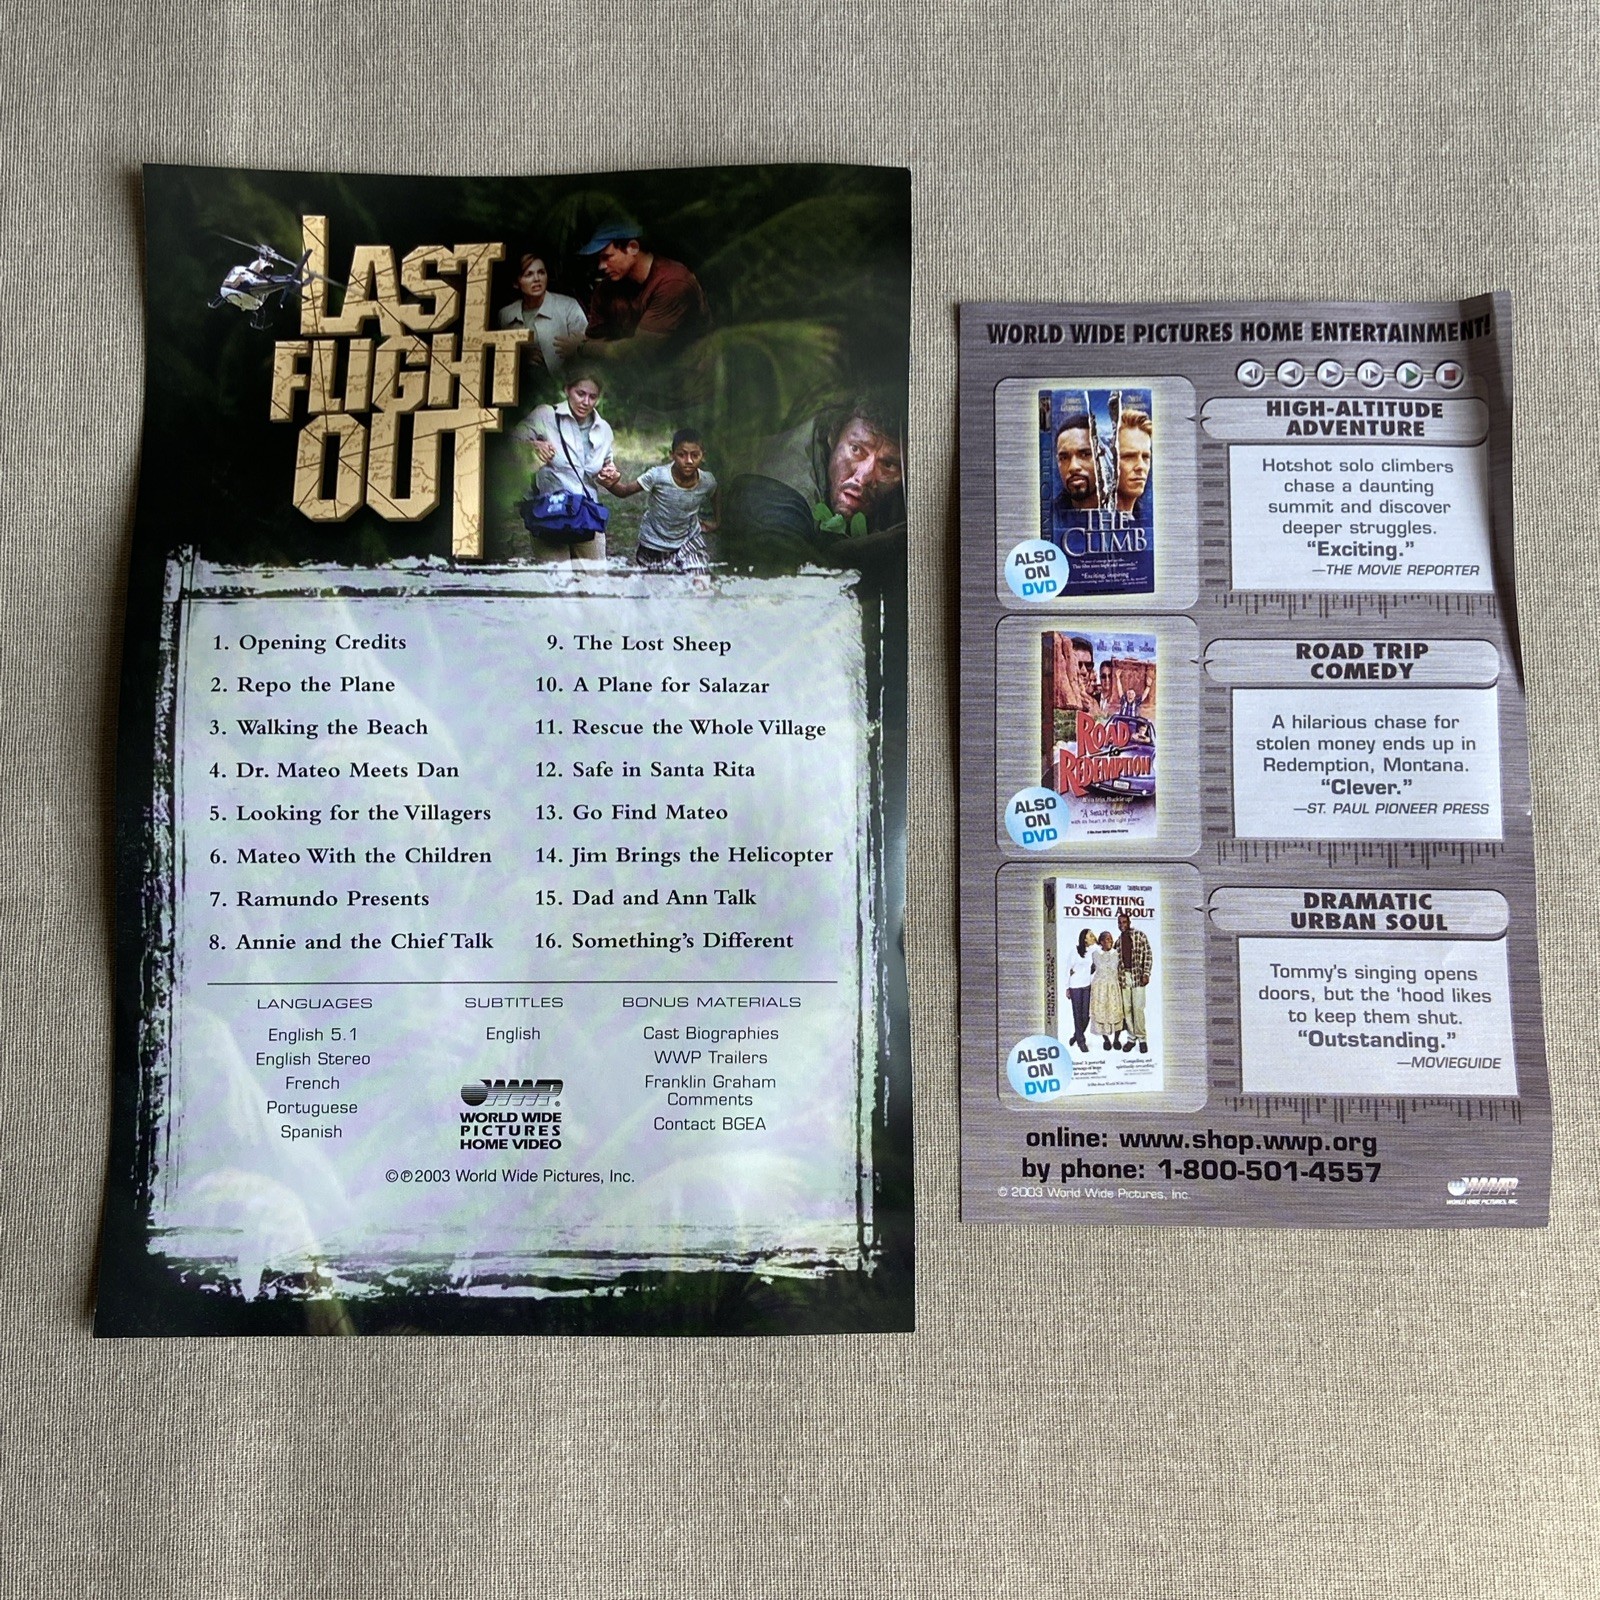 LAST
FLIGHT
OUT
1. Opening Credits
2. Repo the Plane
3. Walking the Beach
4. Dr. Mateo Meets Dan
5. Looking for the Villagers
6. Mateo With the Children
7. Ramundo Presents
8. Annie and the Chief Talk
9. The Lost Sheep
10. A Plane for Salazar
11. Rescue the Whole Village
12. Safe in Santa Rita
13. Go Find Mateo
14. Jim Brings the Helicopter
15. Dad and Ann Talk
16. Something's Different
LANGUAGES
English 5.1
English Stereo
French
Portuguese
Spanish
SUBTITLES
English
WWP®
WORLD WIDE
PICTURES
HOME VIDEO
BONUS MATERIALS
Cast Biographies
WWP Trailers
Franklin Graham
Comments
Contact BGEA
©℗2003 World Wide Pictures, Inc.
WORLD WIDE PICTURES HOME ENTERTAINMENT!
THE
CLIMB
ALSO
ON
DVD
HIGH-ALTITUDE
ADVENTURE
Hotshot solo climbers
chase a daunting
summit and discover
deeper struggles.
“Exciting.”
—THE MOVIE REPORTER
ROAD
to
REDEMPTION
ALSO
ON
DVD
ROAD TRIP
COMEDY
A hilarious chase for
stolen money ends up in
Redemption, Montana.
“Clever.”
—ST. PAUL PIONEER PRESS
SOMETHING
TO SING ABOUT
ALSO
ON
DVD
DRAMATIC
URBAN SOUL
Tommy's singing opens
doors, but the 'hood likes
to keep them shut.
“Outstanding.”
—MOVIEGUIDE
online: www.shop.wwp.org
by phone: 1-800-501-4557
© 2003 World Wide Pictures, Inc.
WWP
WORLD WIDE PICTURES, INC.